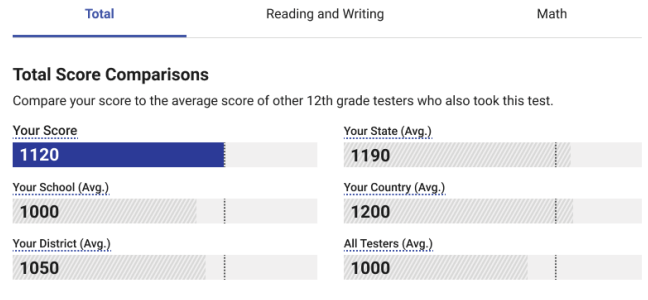 Total Reading and Writing Math
Total Score Comparisons
Compare your score to the average score of other 12th grade testers who also took this test.
Your Score
1120
Your State (Avg.)
1190
Your School (Avg.)
1000
Your Country (Avg.)
1200
Your District (Avg.)
1050
All Testers (Avg.)
1000